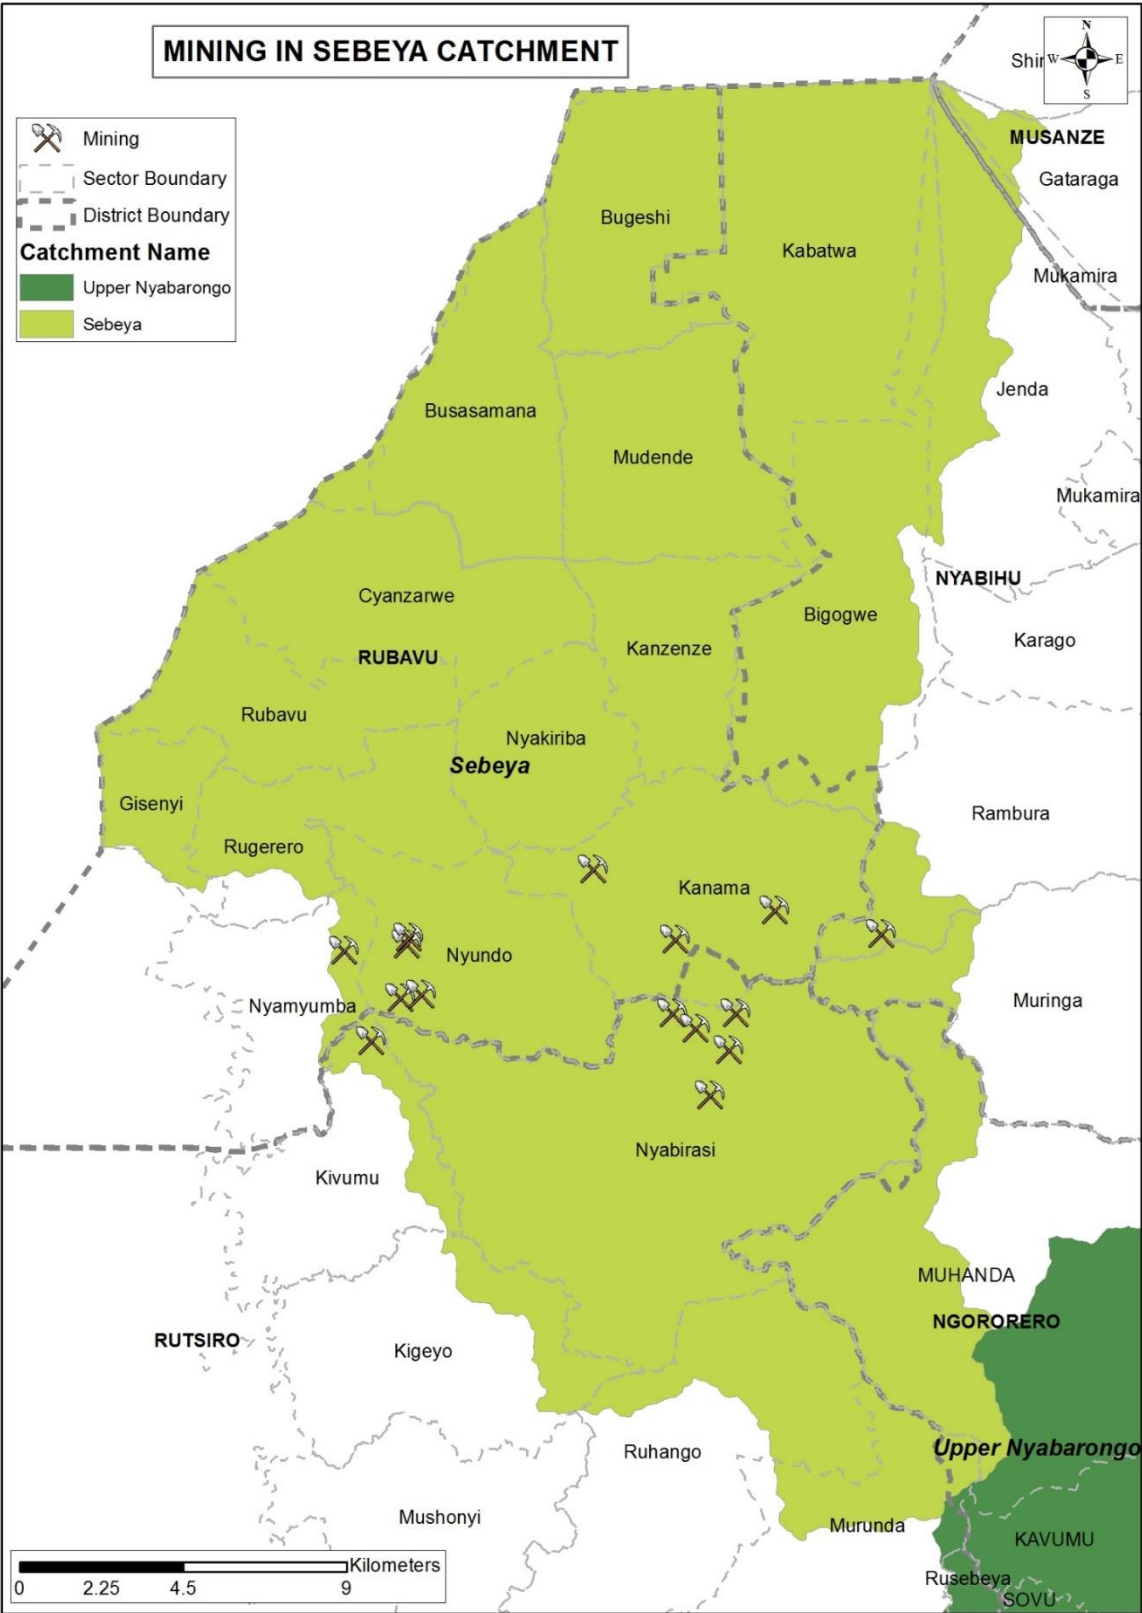 MINING IN SEBEYA CATCHMENT
N
W
E
S
Shir
Mining
Sector Boundary
District Boundary
Catchment Name
Upper Nyabarongo
Sebeya
MUSANZE
Gataraga
Bugeshi
Kabatwa
Mukamira
Jenda
Busasamana
Mudende
Mukamira
NYABIHU
Cyanzarwe
Bigogwe
Karago
RUBAVU
Kanzenze
Rubavu
Nyakiriba
Sebeya
Gisenyi
Rambura
Rugerero
Kanama
Nyundo
Nyamyumba
Muringa
Nyabirasi
Kivumu
MUHANDA
NGORORERO
RUTSIRO
Kigeyo
Ruhango
Upper Nyabarongo
Mushonyi
Murunda
KAVUMU
Rusebeya
SOVU
Kilometers
0 2.25 4.5 9